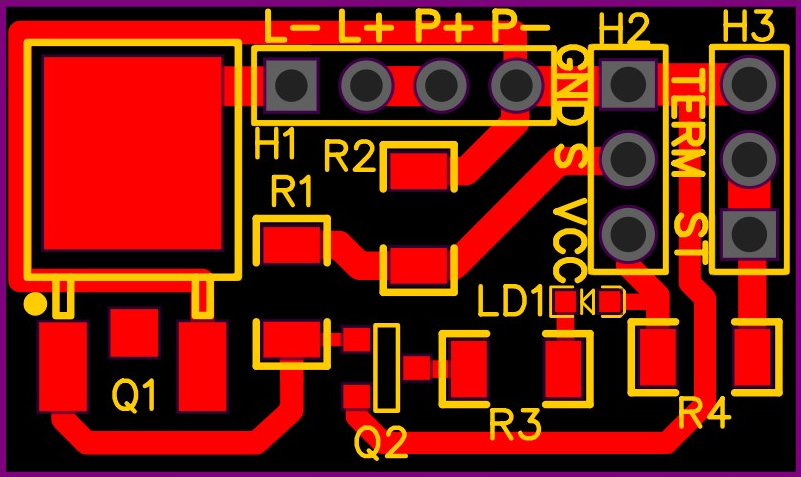 L- L+ P+ P- H2 H3
H1
R2
R1
GND
S
VCC
TERM
ST
LD1
Q1
Q2
R3
R4